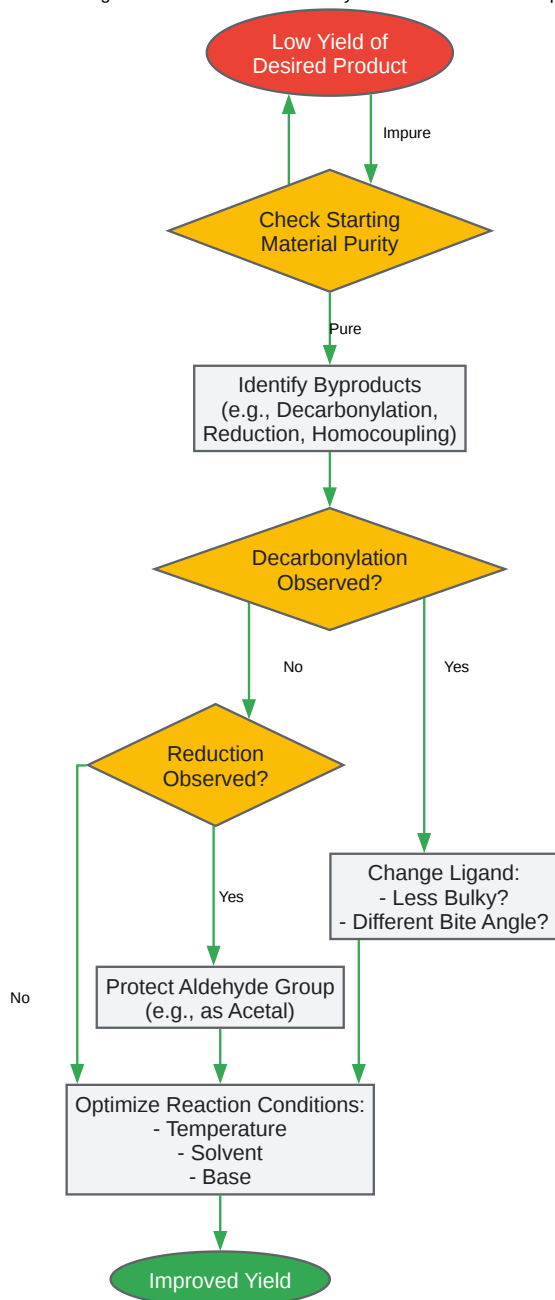 Low Yield of
Desired Product
Impure
Check Starting
Material Purity
Pure
Identify Byproducts
(e.g., Decarbonylation,
Reduction, Homocoupling)
Decarbonylation
Observed?
No
Yes
Reduction
Observed?
Change Ligand:
- Less Bulky?
- Different Bite Angle?
Yes
No
Protect Aldehyde Group
(e.g., as Acetal)
Optimize Reaction Conditions:
- Temperature
- Solvent
- Base
Improved Yield